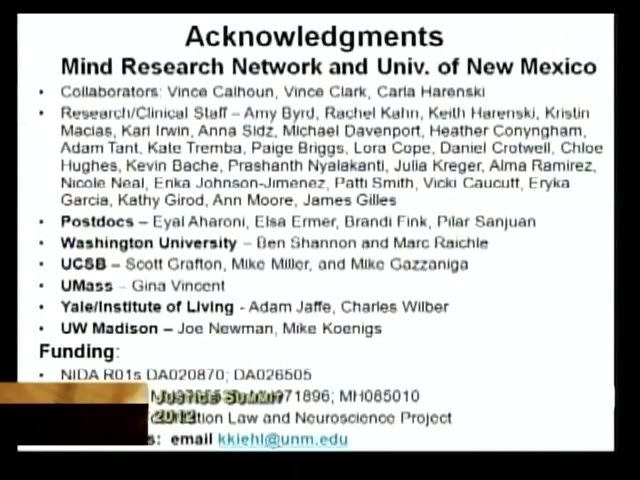 Acknowledgments
Mind Research Network and Univ. of New Mexico
• Collaborators: Vince Calhoun, Vince Clark, Carla Harenski
• Research/Clinical Staff – Amy Byrd, Rachel Kahn, Keith Harenski, Kristin
Macias, Kari Irwin, Anna Sidz, Michael Davenport, Heather Conyngham,
Adam Tant, Kate Tremba, Paige Briggs, Lora Cope, Daniel Crotwell, Chloe
Hughes, Kevin Bache, Prashanth Nyalakanti, Julia Kreger, Alma Ramirez,
Nicole Neal, Erika Johnson-Jimenez, Patti Smith, Vicki Caucutt, Eryka
Garcia, Kathy Girod, Ann Moore, James Gilles
• Postdocs – Eyal Aharoni, Elsa Ermer, Brandi Fink, Pilar Sanjuan
• Washington University – Ben Shannon and Marc Raichle
• UCSB – Scott Grafton, Mike Miller, and Mike Gazzaniga
• UMass – Gina Vincent
• Yale/Institute of Living - Adam Jaffe, Charles Wilber
• UW Madison – Joe Newman, Mike Koenigs
Funding:
• NIDA R01s DA020870; DA026505
Justice Summit
71896; MH085010
2012
Law and Neuroscience Project
s: email kkiehl@unm.edu